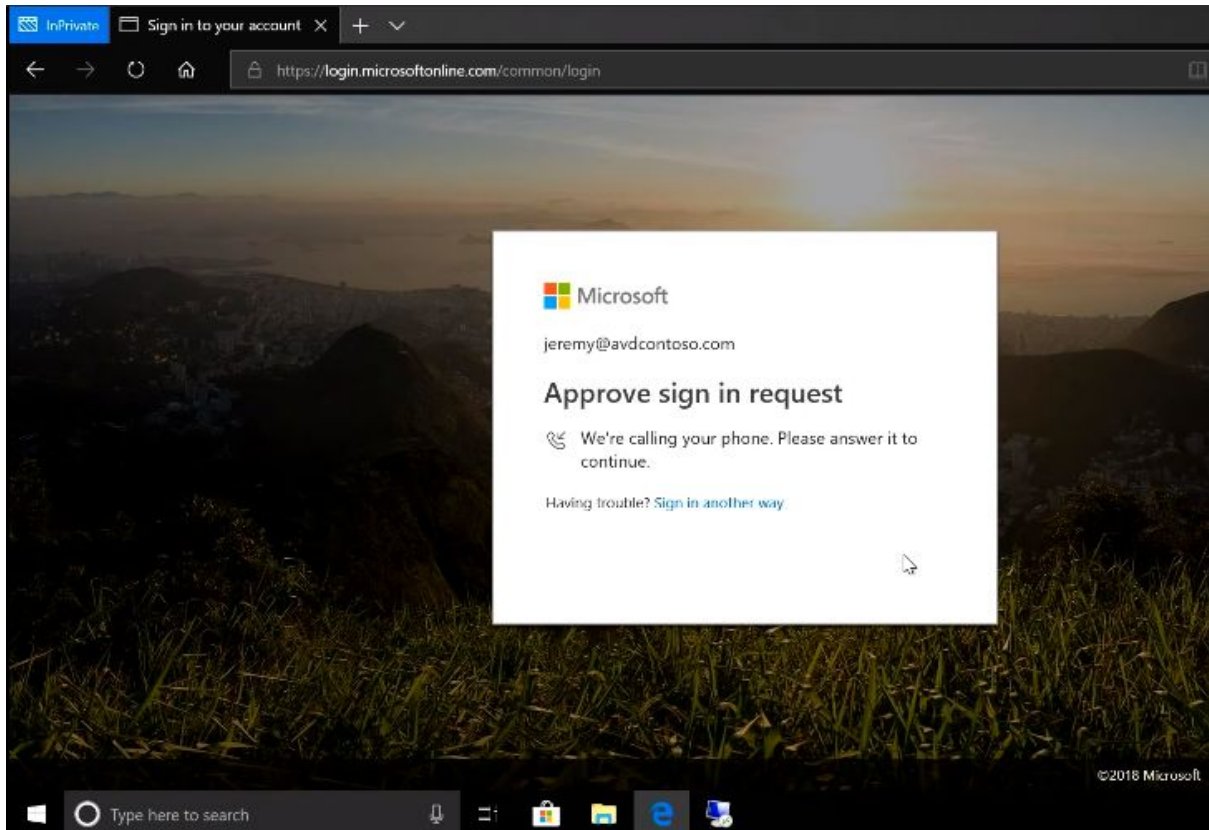 InPrivate
Sign in to your account
https://login.microsoftonline.com/common/login
Microsoft
jeremy@avdcontoso.com
Approve sign in request
We're calling your phone. Please answer it to
continue.
Having trouble? Sign in another way
©2018 Microsoft
Type here to search